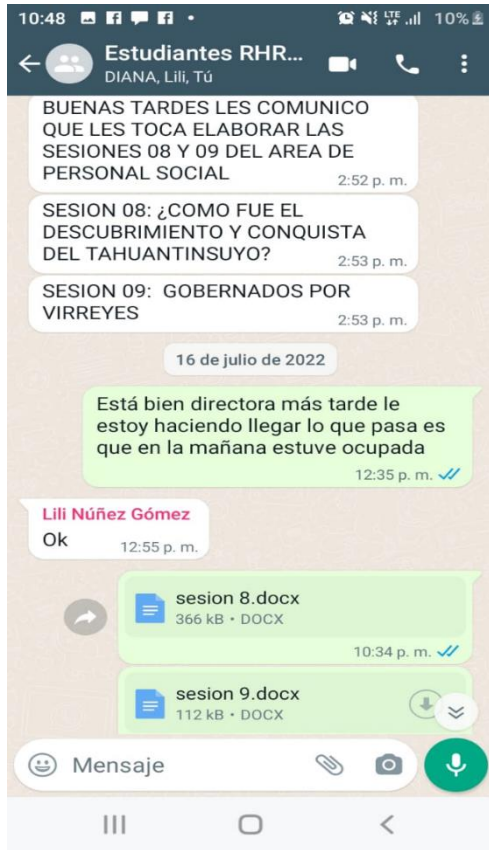 10:48
LTE
10%
Estudiantes RHR...
DIANA, Lili, Tú
BUENAS TARDES LES COMUNICO
QUE LES TOCA ELABORAR LAS
SESIONES 08 Y 09 DEL AREA DE
PERSONAL SOCIAL
2:52 p. m.
SESION 08: ¿COMO FUE EL
DESCUBRIMIENTO Y CONQUISTA
DEL TAHUANTINSUYO?
2:53 p. m.
SESION 09: GOBERNADOS POR
VIRREYES
2:53 p. m.
16 de julio de 2022
Está bien directora más tarde le
estoy haciendo llegar lo que pasa es
que en la mañana estuve ocupada
12:35 p. m.
Lili Núñez Gómez
Ok
12:55 p. m.
sesion 8.docx
366 kB • DOCX
10:34 p. m.
sesion 9.docx
112 kB • DOCX
Mensaje